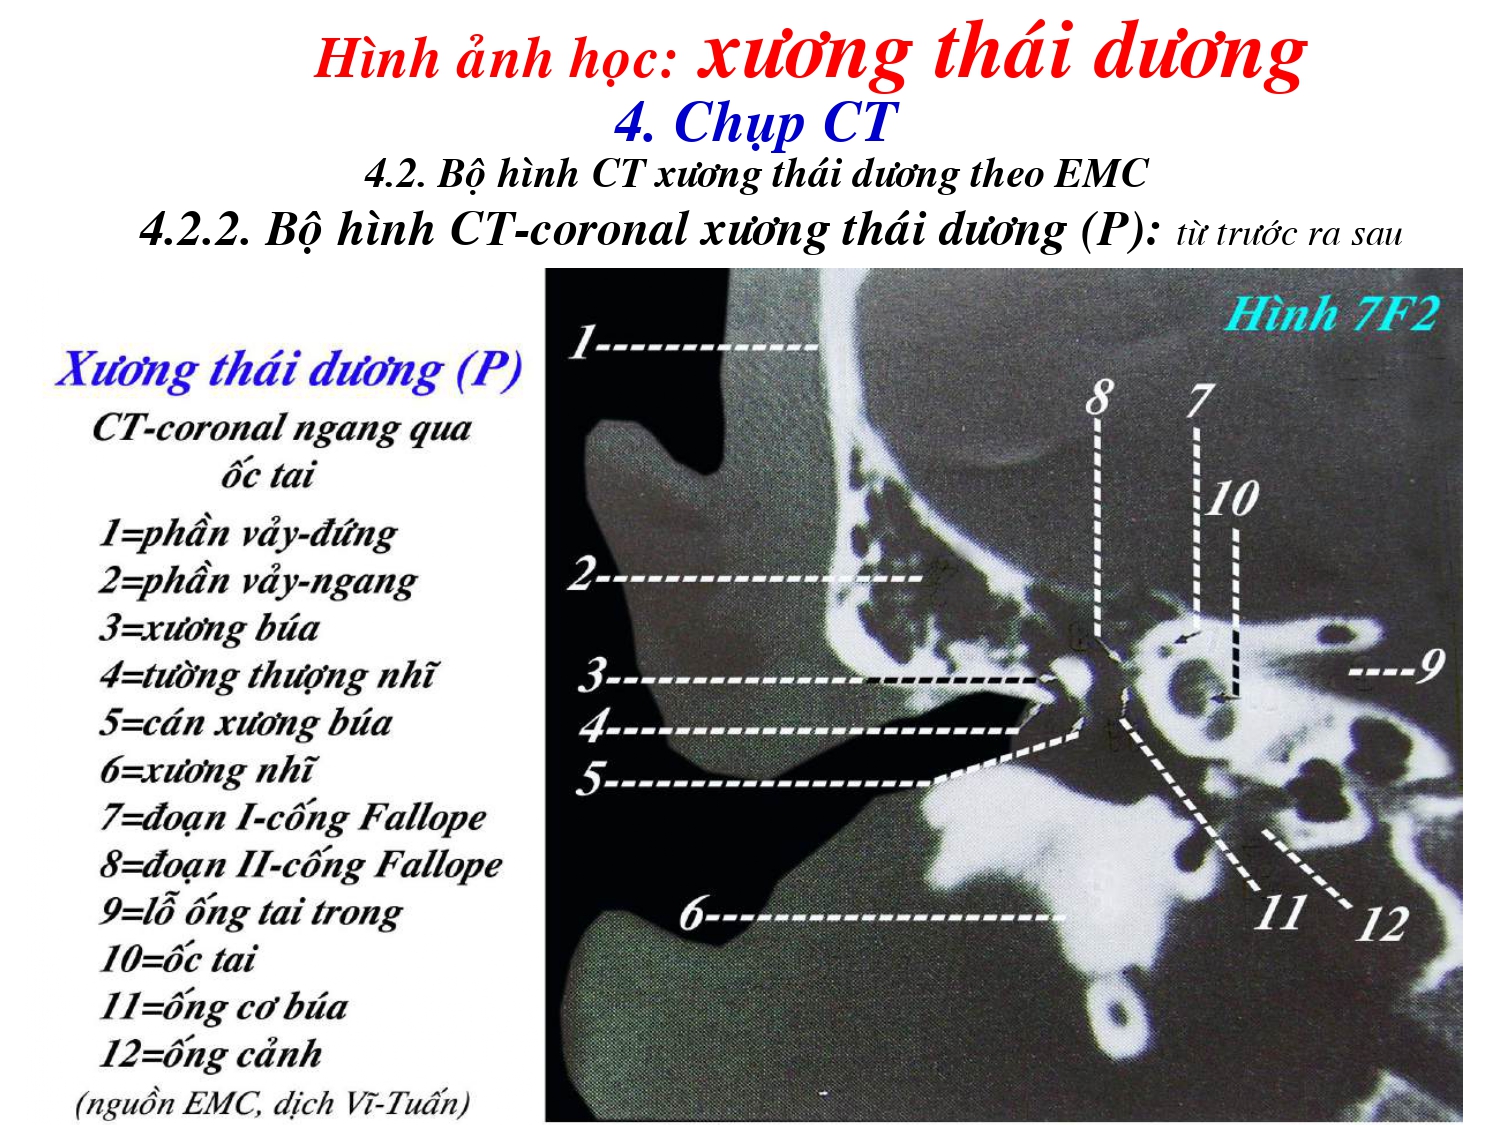 Hình ảnh học: xương thái dương
4. Chụp CT
4.2. Bộ hình CT xương thái dương theo EMC
4.2.2. Bộ hình CT-coronal xương thái dương (P): từ trước ra sau
Xương thái dương (P)
CT-coronal ngang qua
ốc tai
1=phần vảy-đứng
2=phần vảy-ngang
3=xương búa
4=tường thượng nhĩ
5=cán xương búa
6=xương nhĩ
7=đoạn I-cống Fallope
8=đoạn II-cống Fallope
9=lỗ ống tai trong
10=ốc tai
11=ống cơ búa
12=ống cảnh
(nguồn EMC, dịch Vĩ-Tuấn)
Hình 7F2
1
8
7
10
2
3
9
4
5
6
11
12